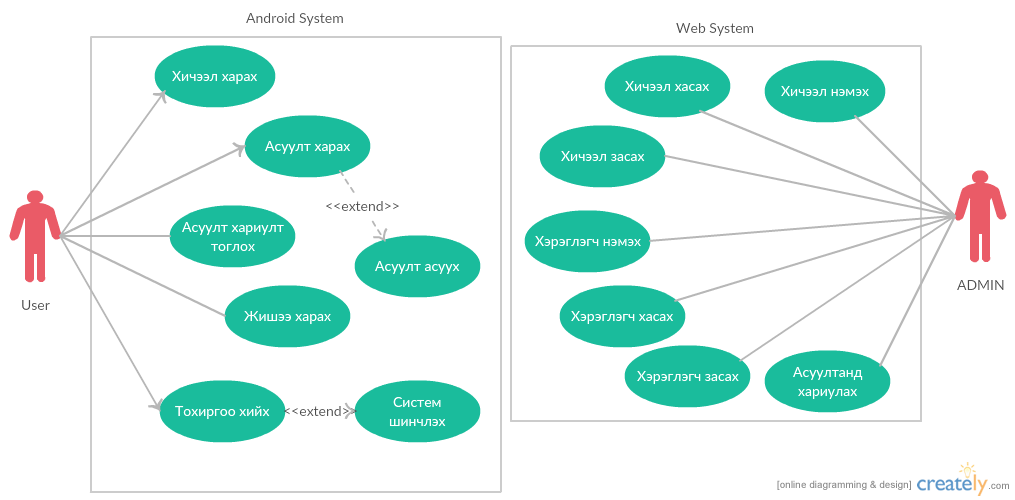 Android System
Хичээл харах
Асуулт харах
<<extend>>
Асуулт хариулт
тоглох
Асуулт асуух
Жишээ харах
Тохиргоо хийх
<<extend>>
Систем
шинчлэх
User
Web System
Хичээл хасах
Хичээл нэмэх
Хичээл засах
Хэрэглэгч нэмэх
Хэрэглэгч хасах
Хэрэглэгч засах
Асуултанд
хариулах
ADMIN
[online diagramming & design] creately.com